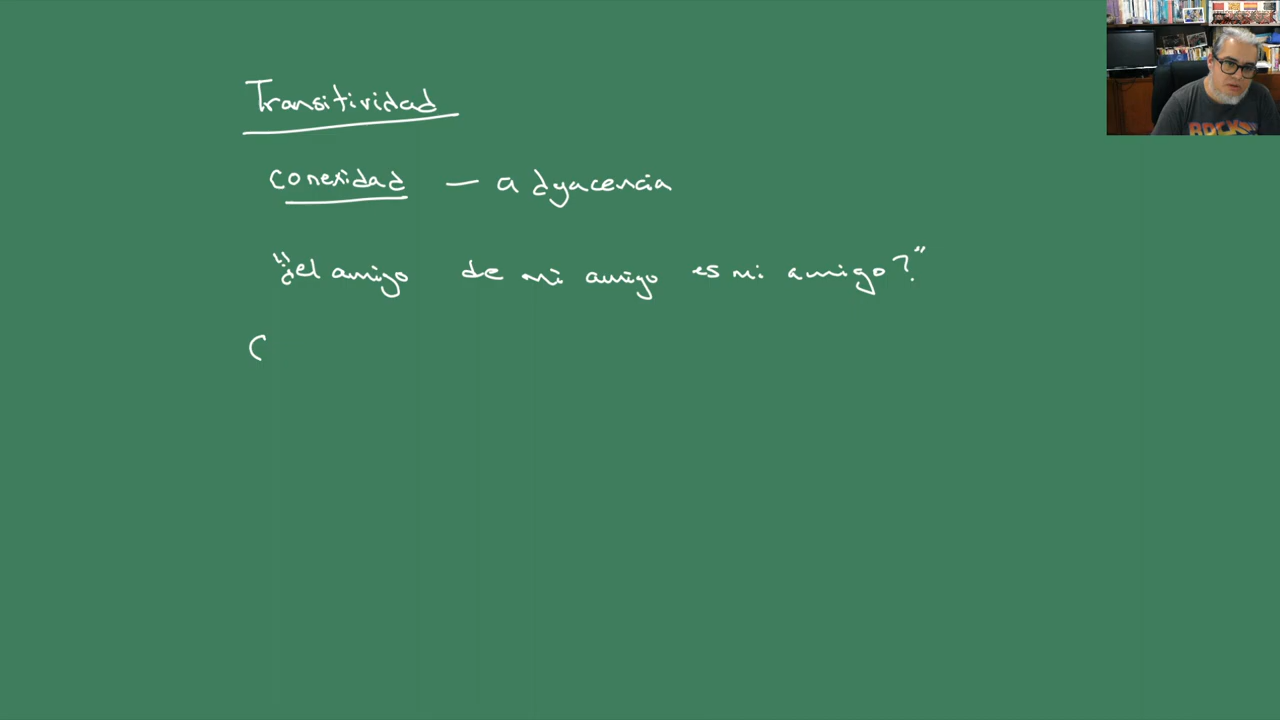 Transitividad
conexidad — adyacencia
"¿el amigo de mi amigo es mi amigo?"
C